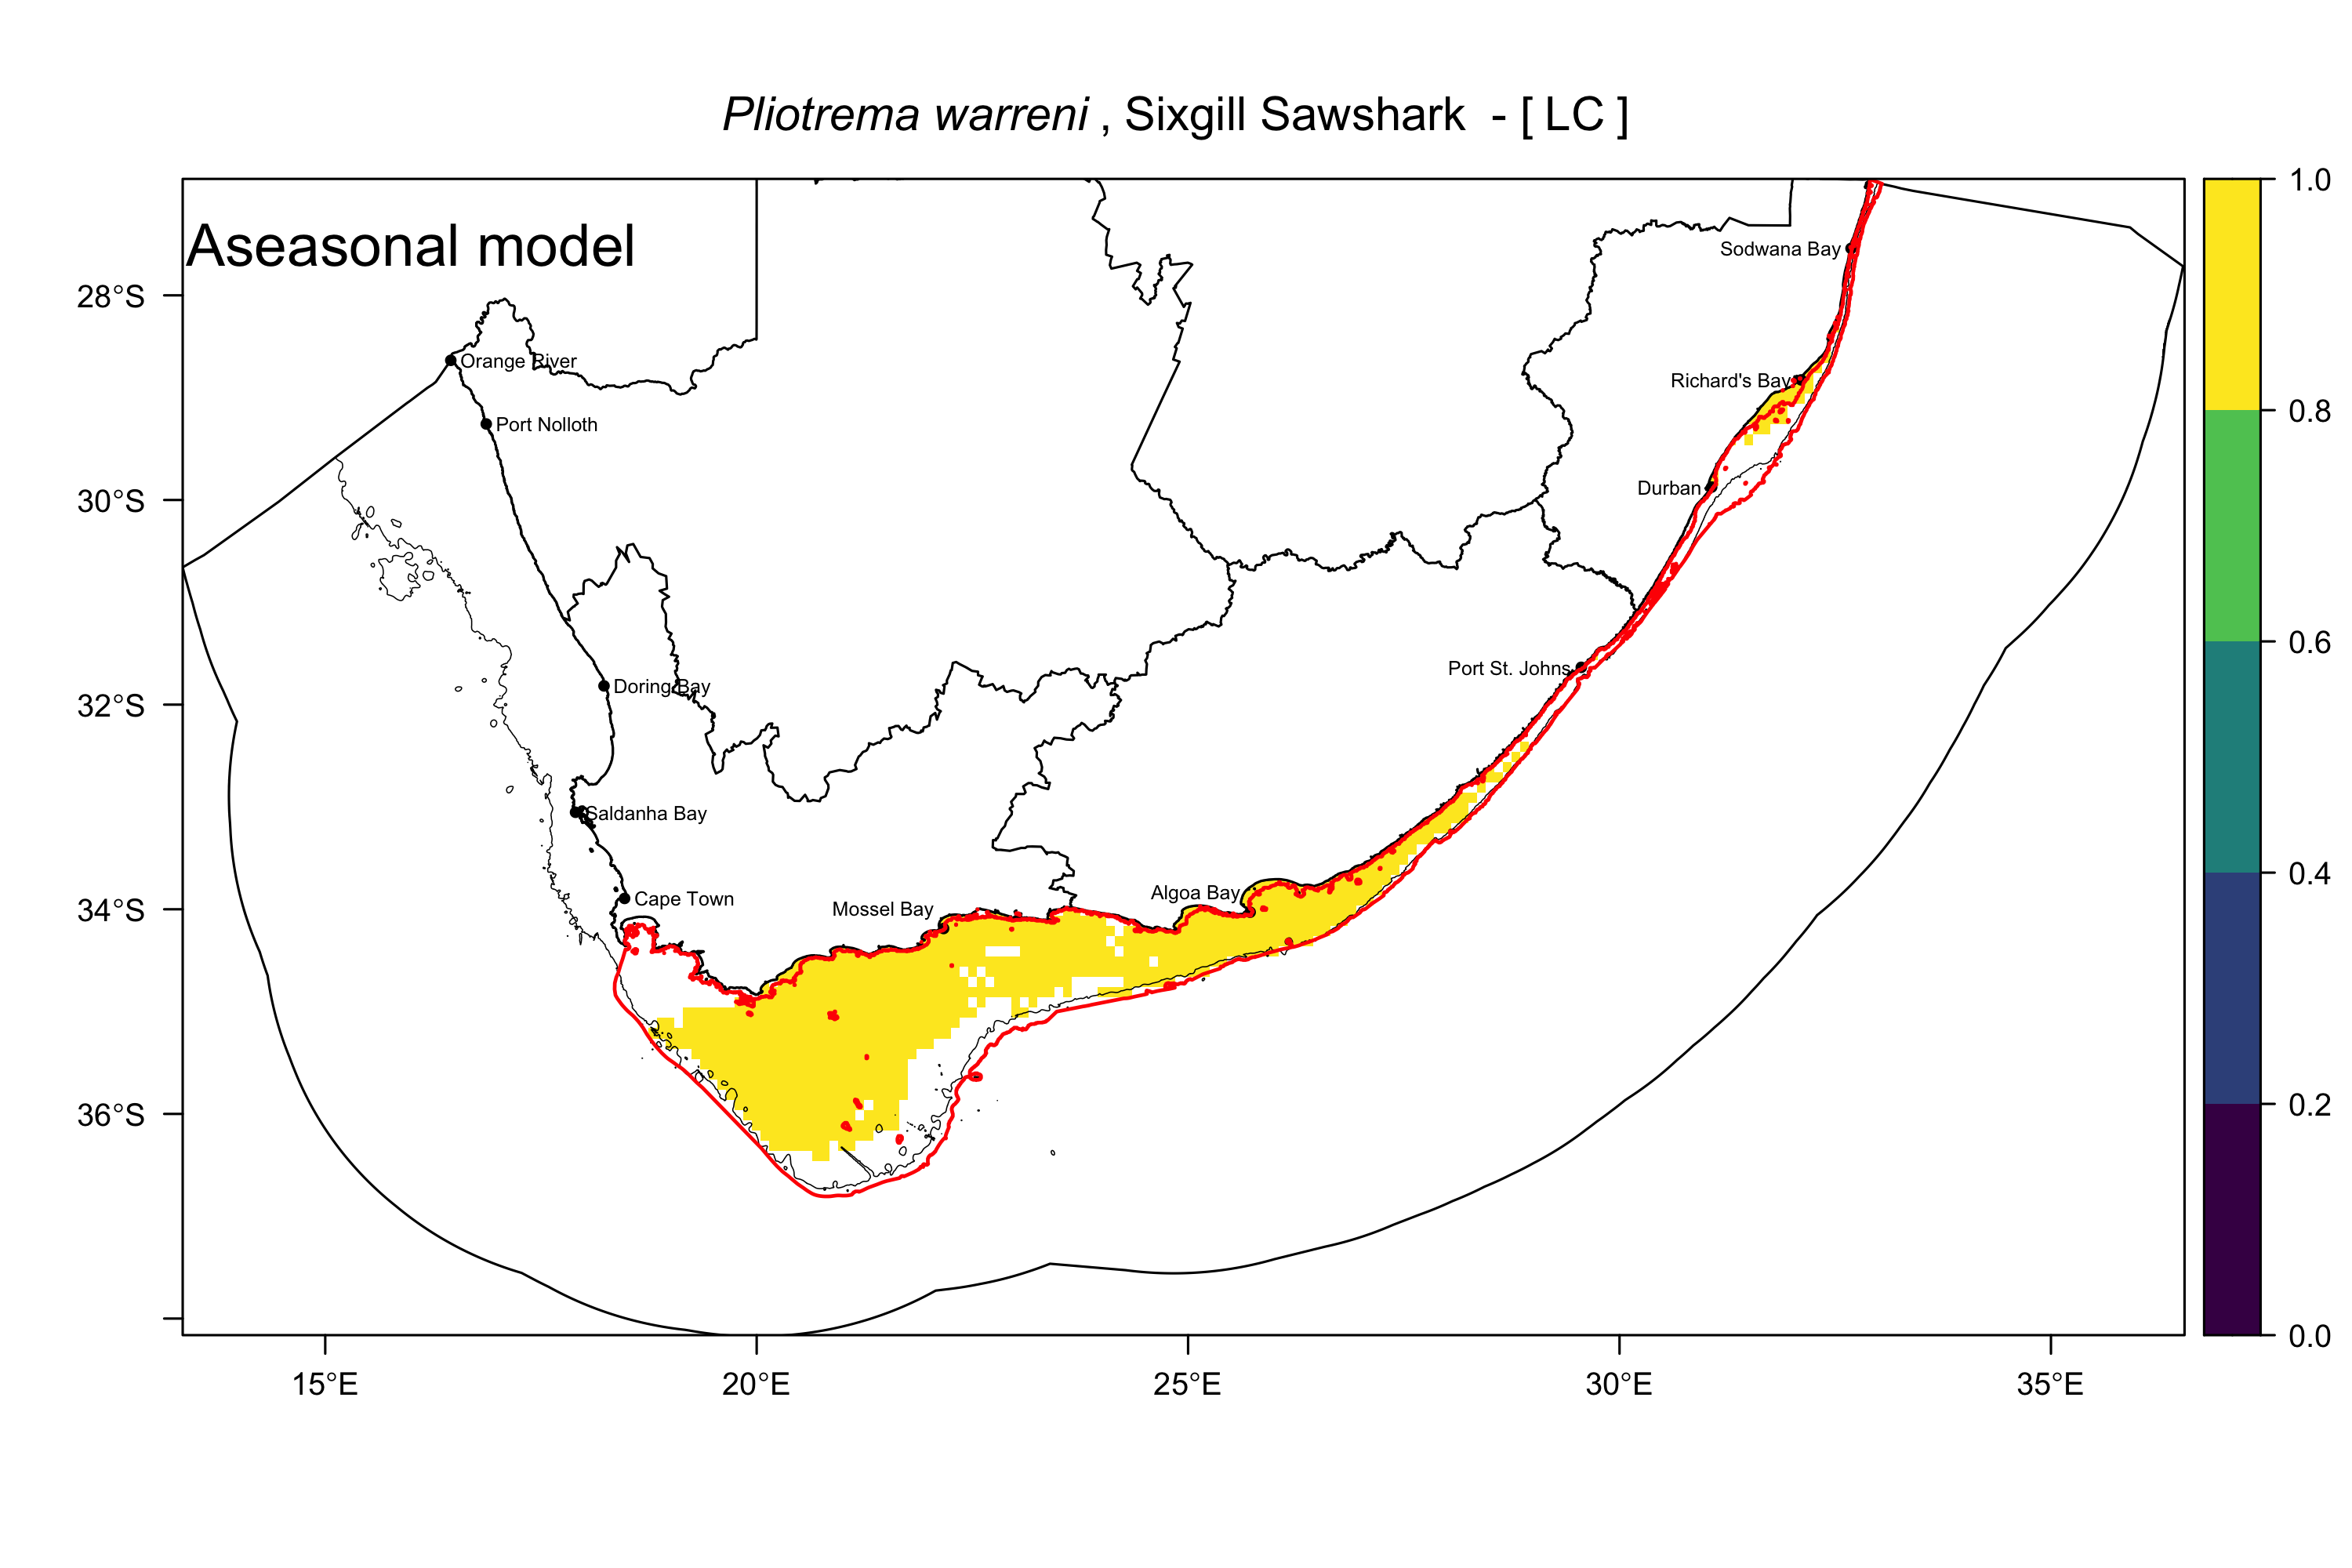 Pliotrema warreni , Sixgill Sawshark - [ LC ]
Aseasonal model
Sodwana Bay
Orange River
Richard's Bay
Port Nolloth
Durban
Port St. Johns
Doring Bay
Saldanha Bay
Cape Town
Algoa Bay
Mossel Bay
28°S
30°S
32°S
34°S
36°S
15°E
20°E
25°E
30°E
35°E
1.0
0.8
0.6
0.4
0.2
0.0